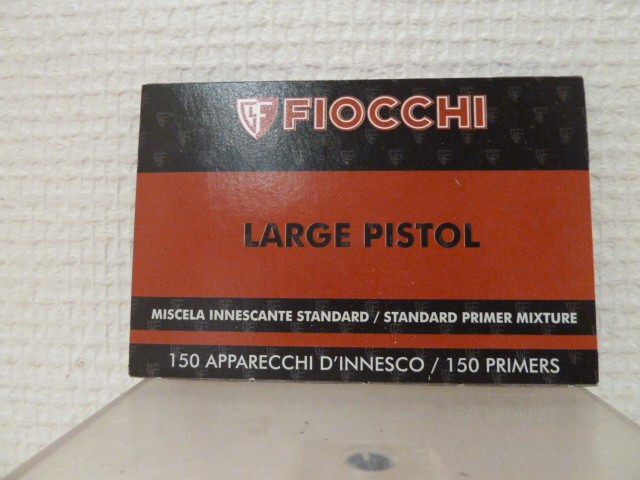 FIOCCHI
LARGE PISTOL
MISCELA INNESCANTE STANDARD / STANDARD PRIMER MIXTURE
150 APPARECCHI D'INNESCO / 150 PRIMERS